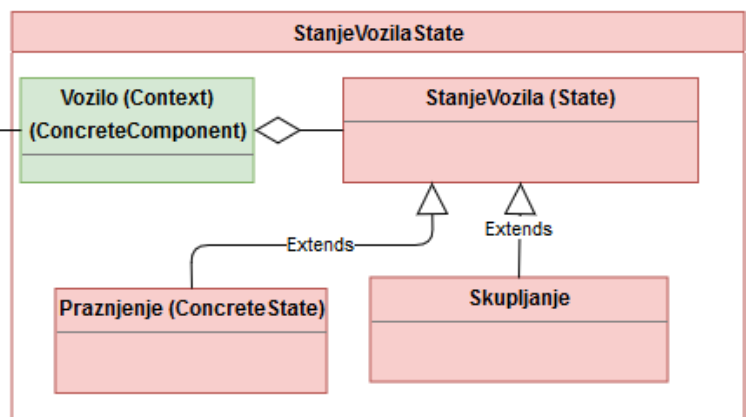 StanjeVozilaState
Vozilo (Context)
(ConcreteComponent)
StanjeVozila (State)
Extends
Extends
Praznjenje (ConcreteState)
Skupljanje